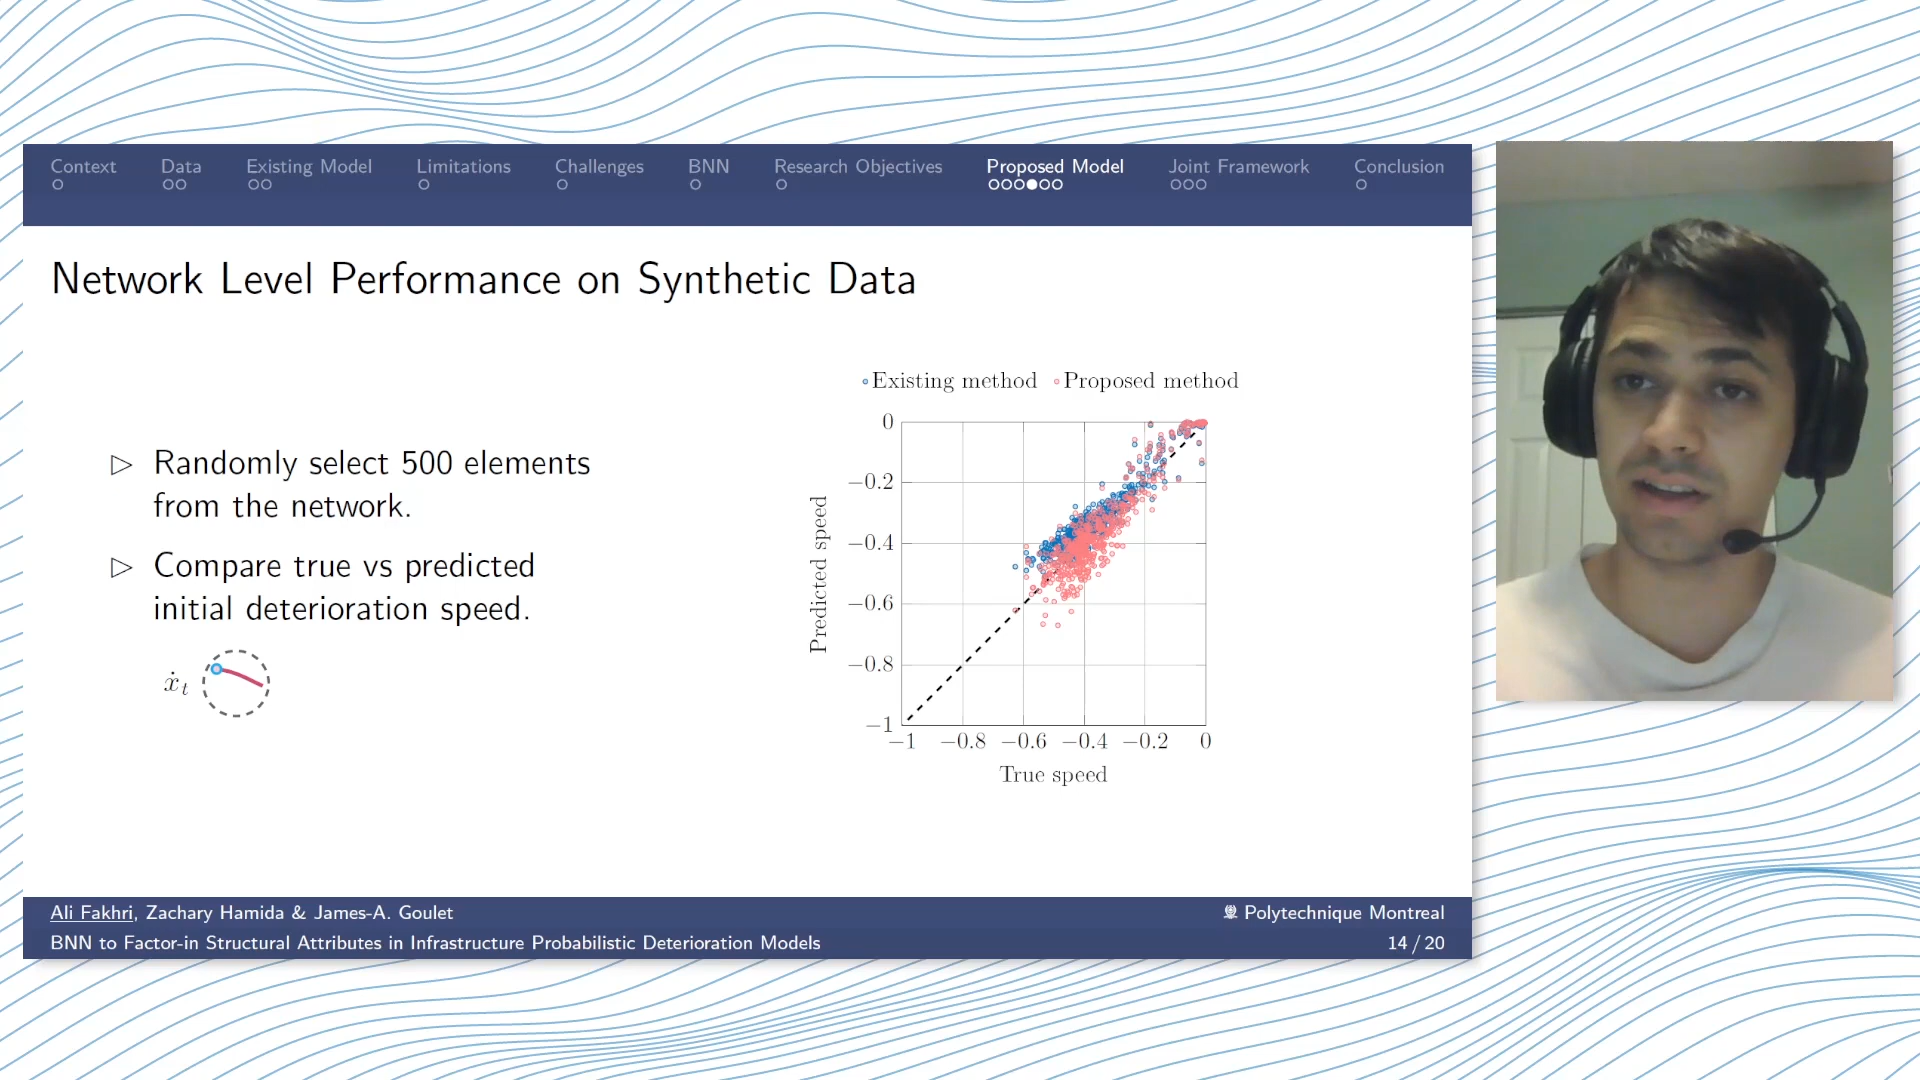 Context Data Existing Model Limitations Challenges BNN Research Objectives Proposed Model Joint Framework Conclusion
Network Level Performance on Synthetic Data
▷ Randomly select 500 elements
from the network.
▷ Compare true vs predicted
initial deterioration speed.
ẋₜ
Existing method Proposed method
0
−0.2
−0.4
−0.6
−0.8
−1
Predicted speed
−1 −0.8 −0.6 −0.4 −0.2 0
True speed
Ali Fakhri, Zachary Hamida & James-A. Goulet
Polytechnique Montreal
BNN to Factor-in Structural Attributes in Infrastructure Probabilistic Deterioration Models
14 / 20